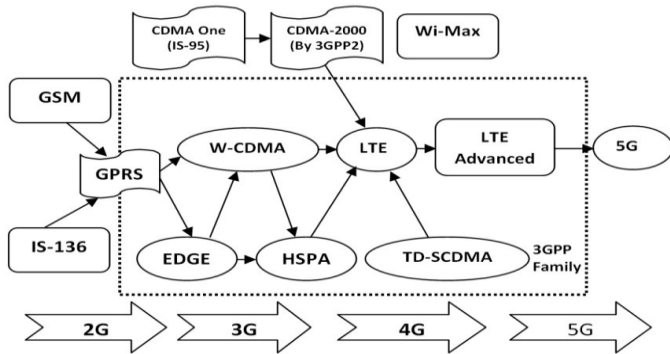 CDMA One
(IS-95)
CDMA-2000
(By 3GPP2)
Wi-Max
GSM
W-CDMA
LTE
LTE
Advanced
5G
GPRS
IS-136
EDGE
HSPA
TD-SCDMA
3GPP
Family
2G
3G
4G
5G